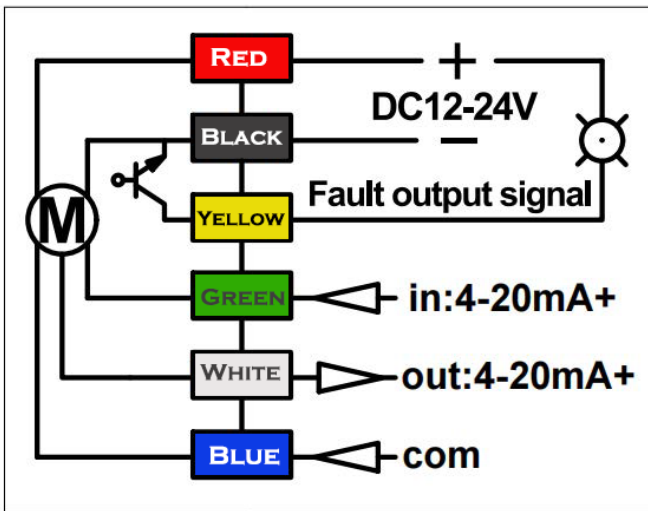 RED
+
DC12-24V
BLACK
−
M
Fault output signal
YELLOW
GREEN
in:4-20mA+
WHITE
out:4-20mA+
BLUE
com